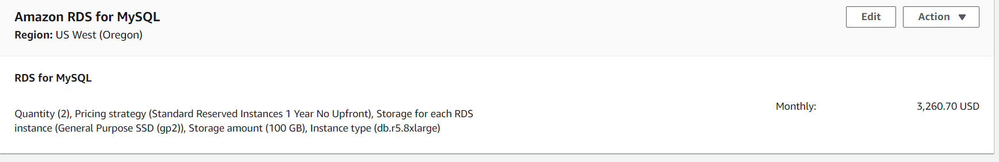 Amazon RDS for MySQL
Edit
Action
Region: US West (Oregon)
RDS for MySQL
Quantity (2), Pricing strategy (Standard Reserved Instances 1 Year No Upfront), Storage for each RDS
instance (General Purpose SSD (gp2)), Storage amount (100 GB), Instance type (db.r5.8xlarge)
Monthly:
3,260.70 USD